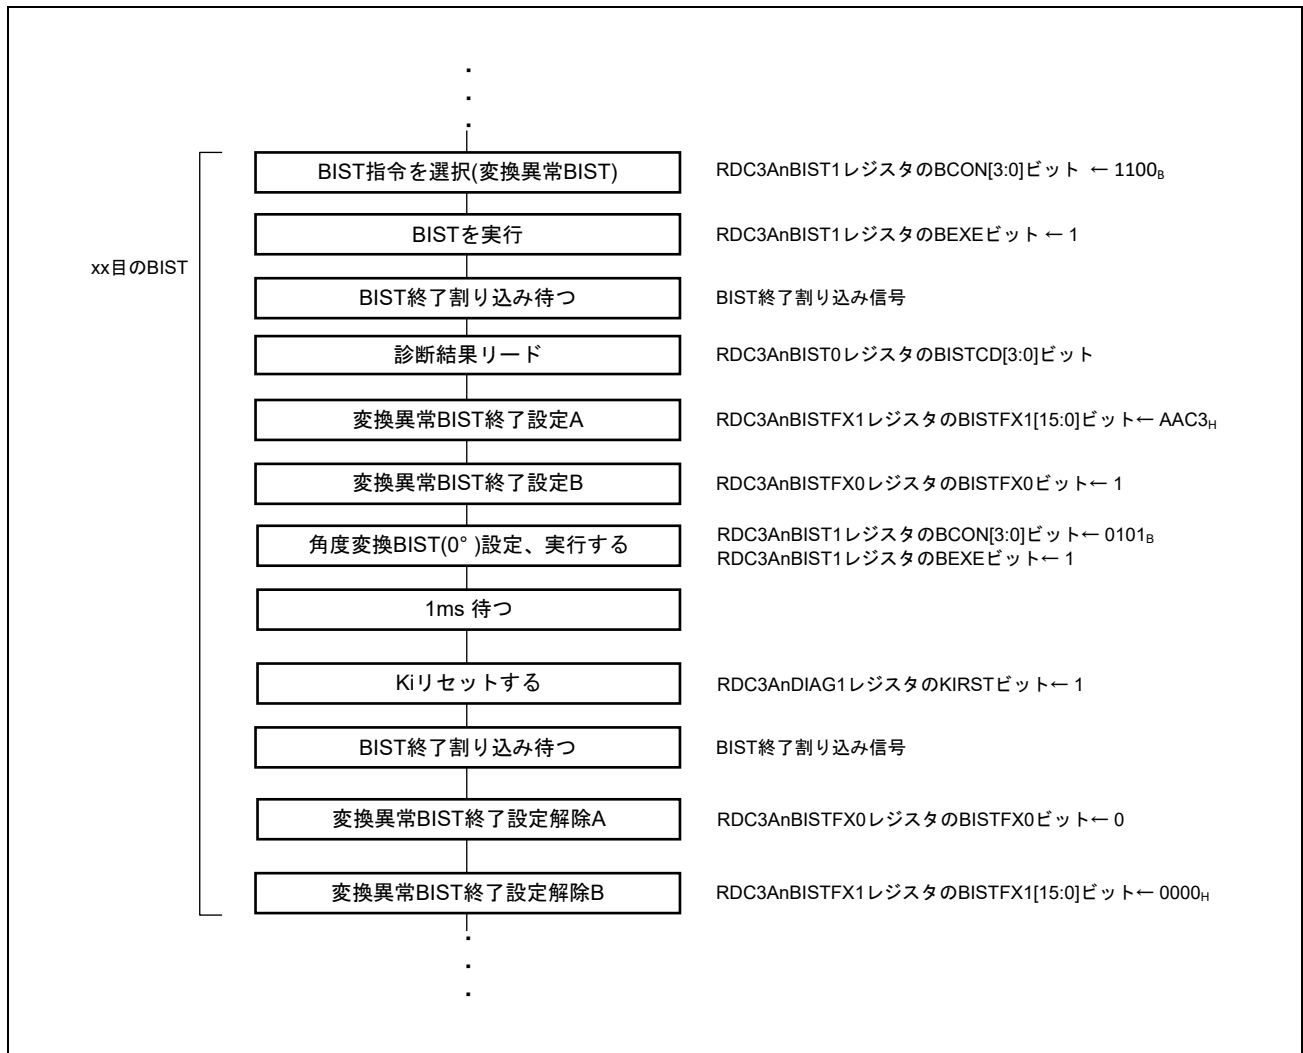 BIST指令を選択(変換異常BIST)
RDC3AnBIST1レジスタのBCON[3:0]ビット ← 1100B
BISTを実行
RDC3AnBIST1レジスタのBEXEビット ← 1
xx目のBIST
BIST終了割り込み待つ
BIST終了割り込み信号
診断結果リード
RDC3AnBIST0レジスタのBISTCD[3:0]ビット
変換異常BIST終了設定A
RDC3AnBISTFX1レジスタのBISTFX1[15:0]ビット← AAC3H
変換異常BIST終了設定B
RDC3AnBISTFX0レジスタのBISTFX0ビット← 1
角度変換BIST(0° )設定、実行する
RDC3AnBIST1レジスタのBCON[3:0]ビット← 0101B
RDC3AnBIST1レジスタのBEXEビット← 1
1ms 待つ
Kiリセットする
RDC3AnDIAG1レジスタのKIRSTビット← 1
BIST終了割り込み待つ
BIST終了割り込み信号
変換異常BIST終了設定解除A
RDC3AnBISTFX0レジスタのBISTFX0ビット← 0
変換異常BIST終了設定解除B
RDC3AnBISTFX1レジスタのBISTFX1[15:0]ビット← 0000H